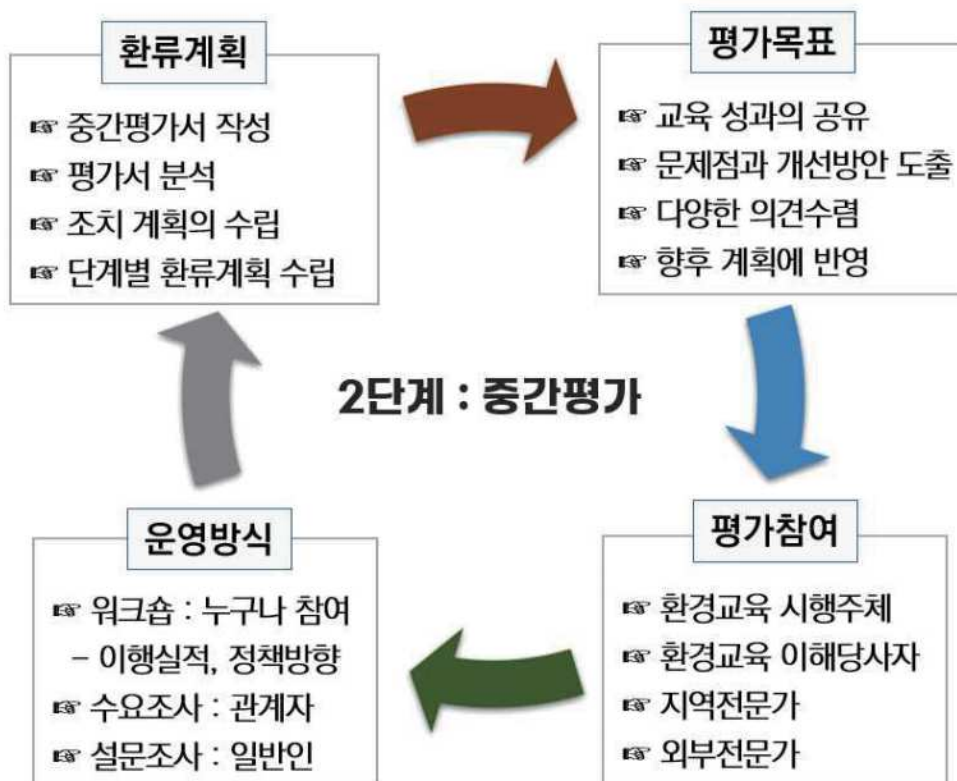 환류계획
☞ 중간평가서 작성
☞ 평가서 분석
☞ 조치 계획의 수립
☞ 단계별 환류계획 수립
평가목표
☞ 교육 성과의 공유
☞ 문제점과 개선방안 도출
☞ 다양한 의견수렴
☞ 향후 계획에 반영
2단계 : 중간평가
운영방식
☞ 워크숍 : 누구나 참여
- 이행실적, 정책방향
☞ 수요조사 : 관계자
☞ 설문조사 : 일반인
평가참여
☞ 환경교육 시행주체
☞ 환경교육 이해당사자
☞ 지역전문가
☞ 외부전문가